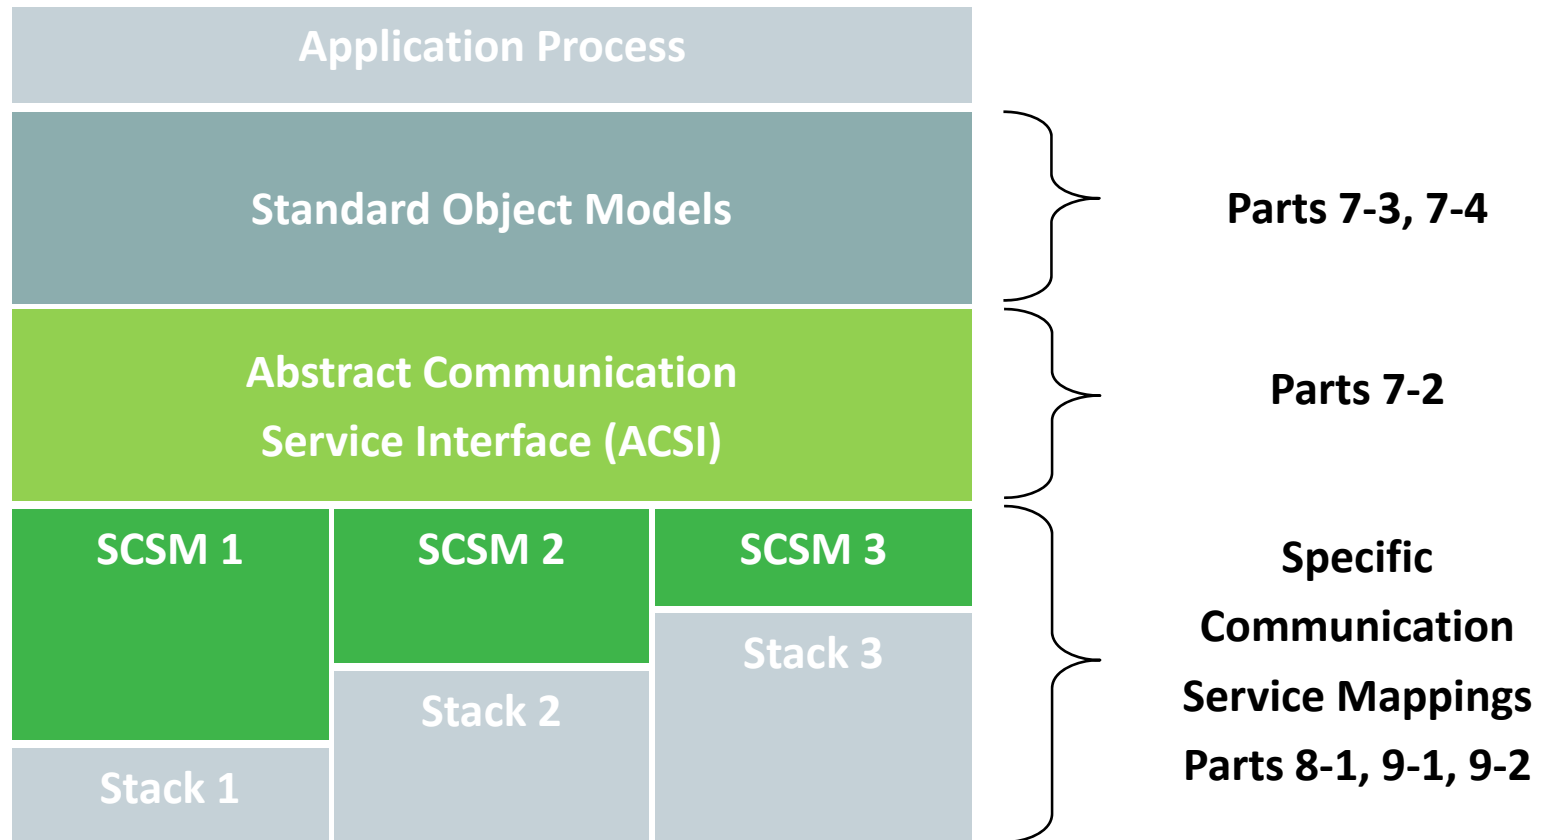 Application Process
Standard Object Models
Parts 7-3, 7-4
Abstract Communication
Service Interface (ACSI)
Parts 7-2
SCSM 1
SCSM 2
SCSM 3
Stack 1
Stack 2
Stack 3
Specific
Communication
Service Mappings
Parts 8-1, 9-1, 9-2